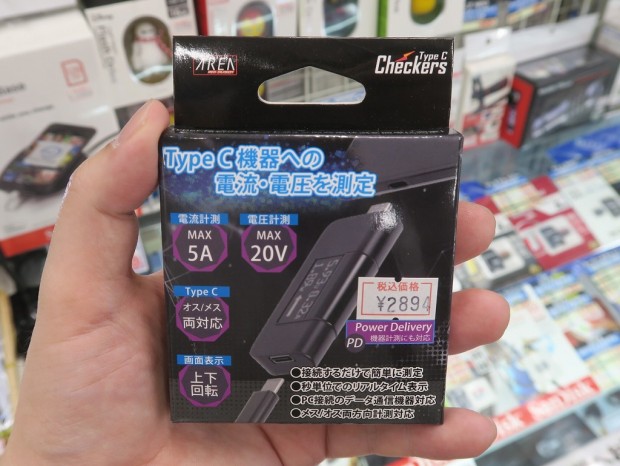 AREA
Type C
Checkers
Type C 機器への
電流・電圧を測定
電流計測
MAX
5A
電圧計測
MAX
20V
Type C
オス/メス
両対応
画面表示
上下
回転
税込価格
¥2894
Power Delivery
PD 機器計測にも対応
●接続するだけで簡単に測定
●秒単位でのリアルタイム表示
●PC接続のデータ通信機器対応
●メス/オス両方向計測対応